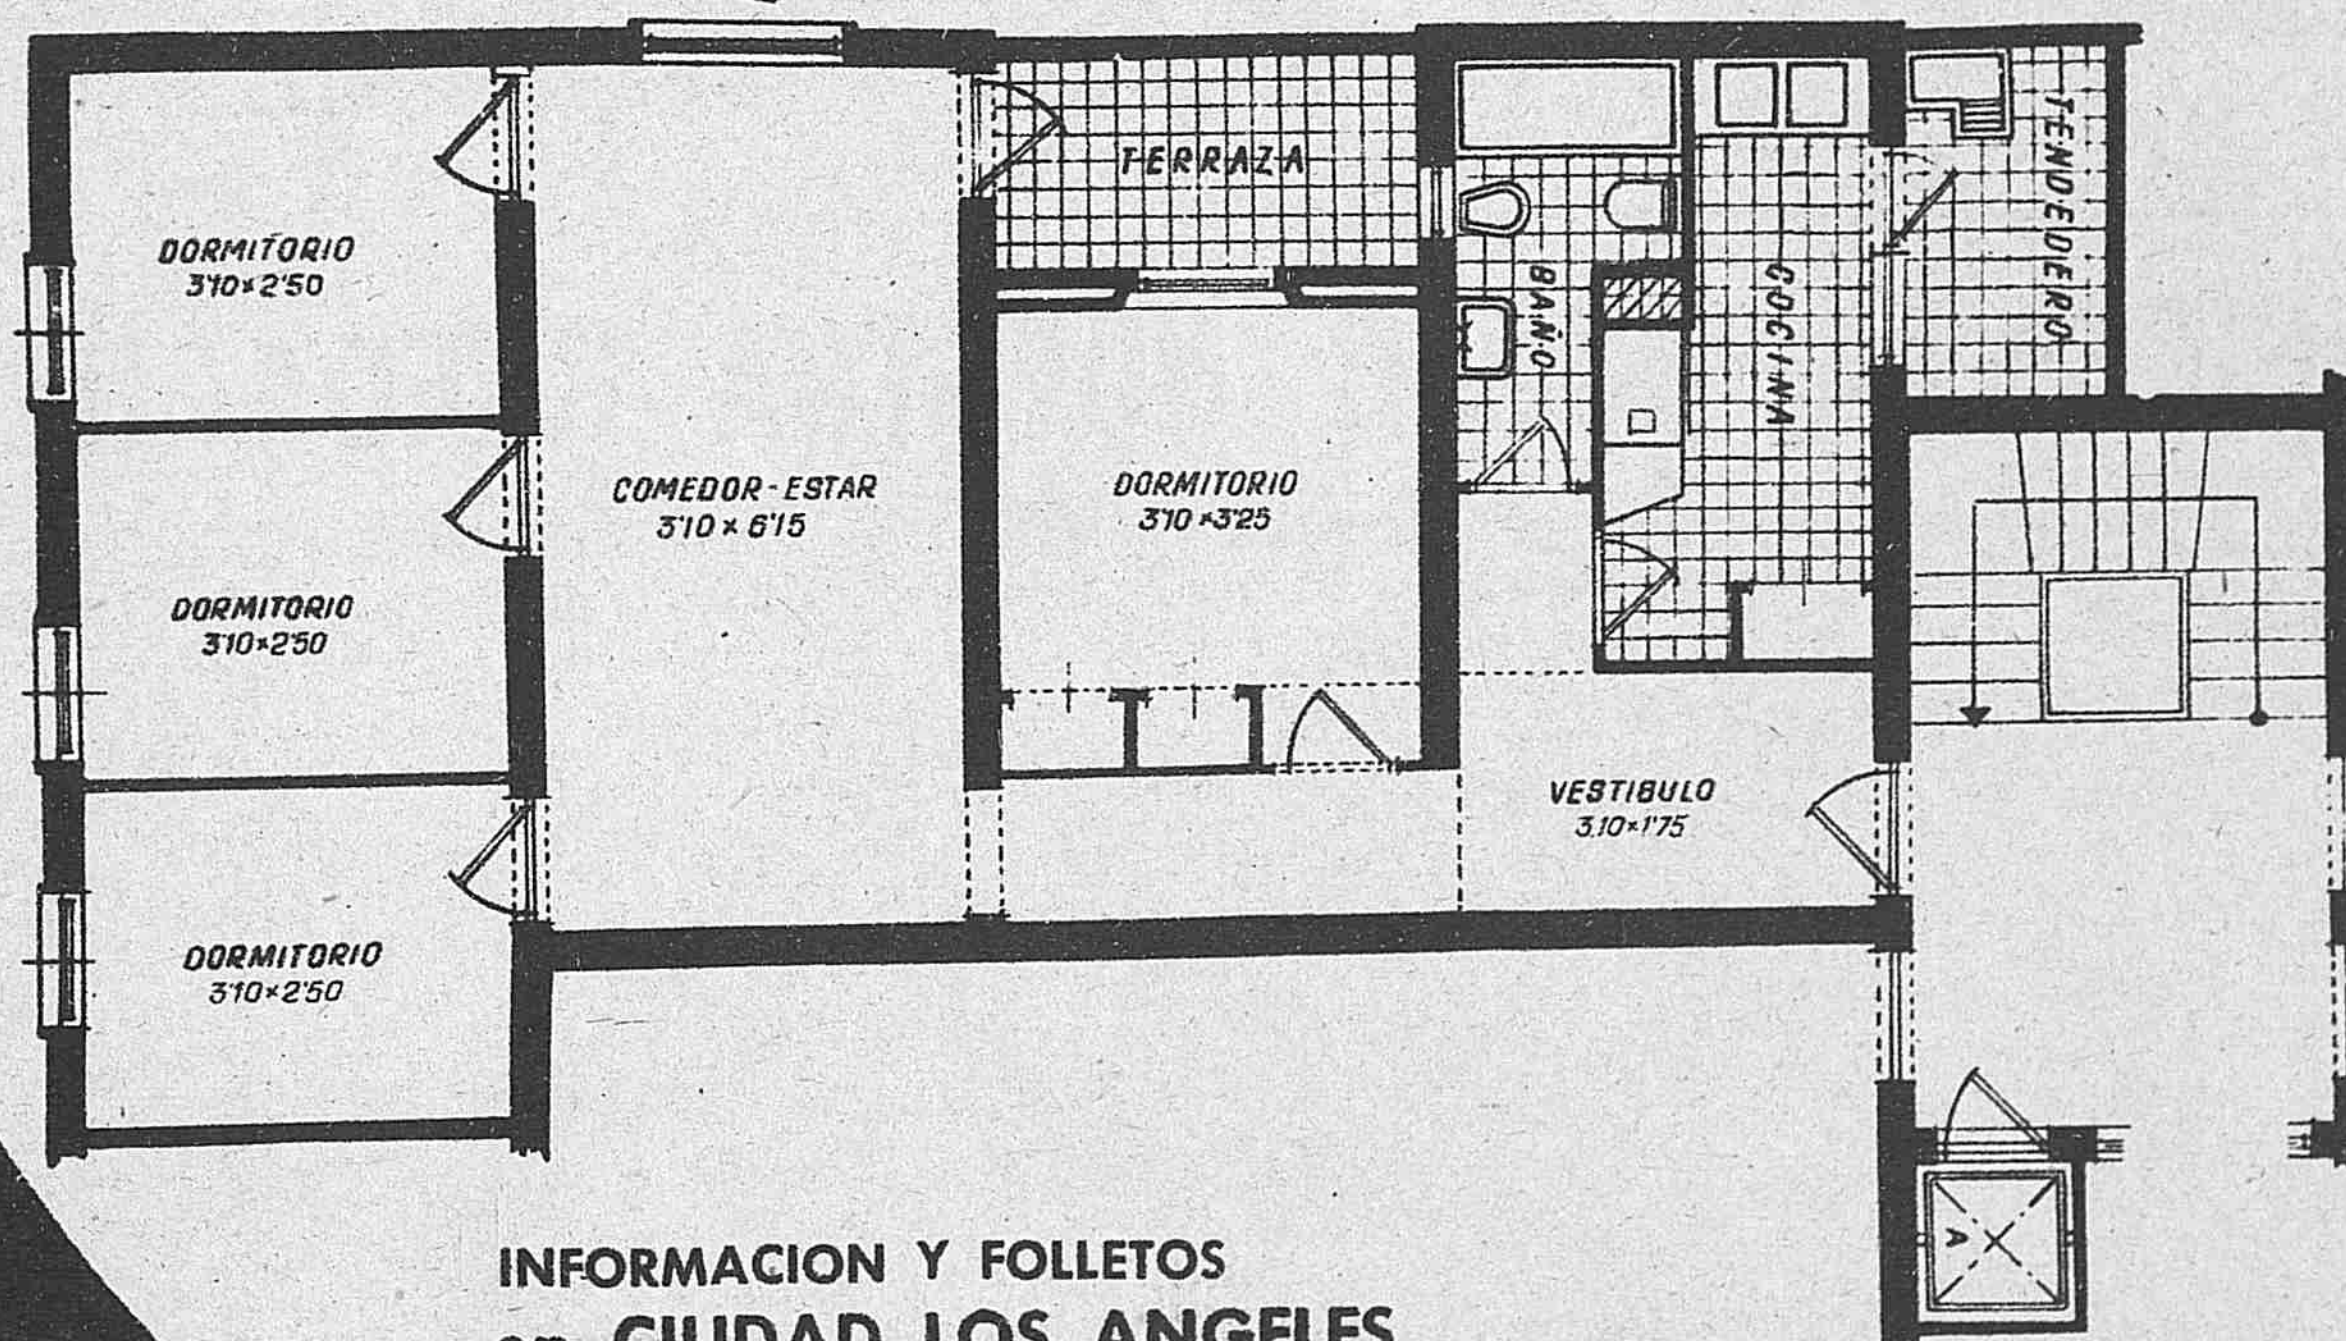 DORMITORIO
3'10×2'50
DORMITORIO
3'10×2'50
DORMITORIO
3'10×2'50
COMEDOR-ESTAR
3'10×6'15
TERRAZA
DORMITORIO
3'10×3'25
BAÑO
COCINA
TENDEDERO
VESTIBULO
3.10×1'75
A
INFORMACION Y FOLLETOS
en CIUDAD LOS ANGELES